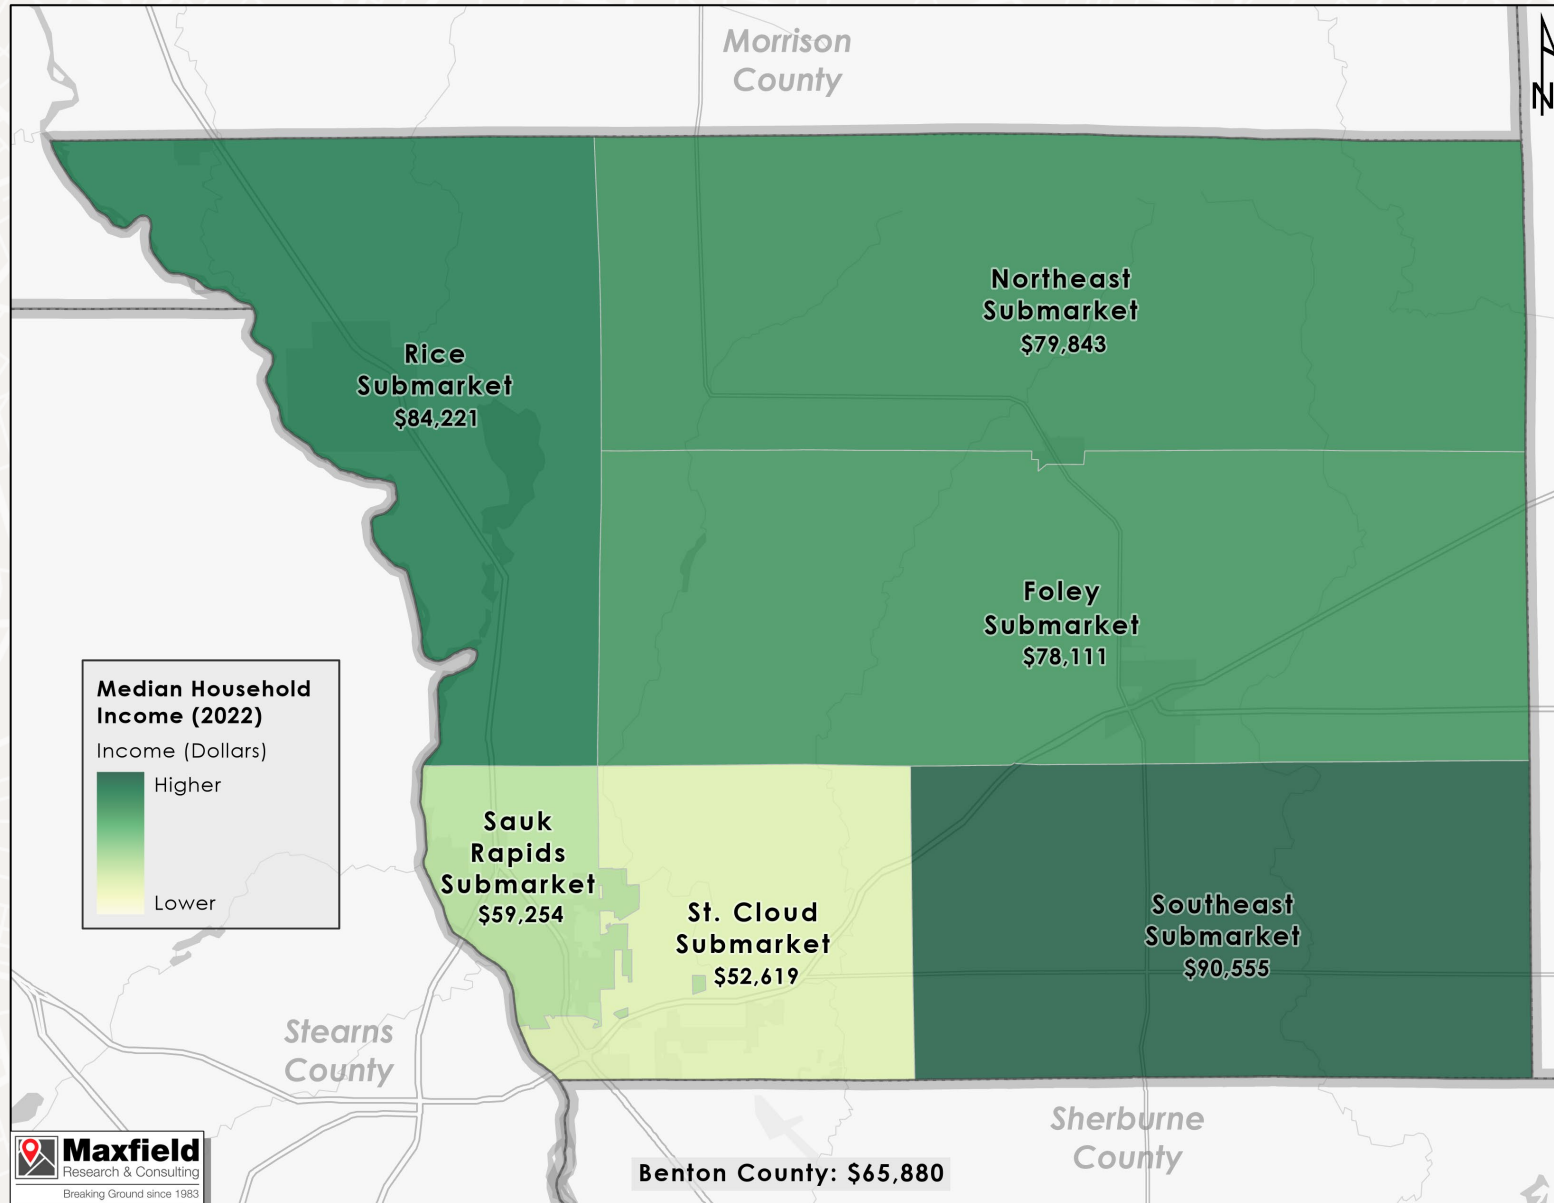 Morrison
County
N
Northeast
Submarket
$79,843
Rice
Submarket
$84,221
Foley
Submarket
$78,111
Median Household
Income (2022)
Income (Dollars)
Higher
Lower
Sauk
Rapids
Submarket
$59,254
St. Cloud
Submarket
$52,619
Southeast
Submarket
$90,555
Stearns
County
Sherburne
County
Maxfield
Research & Consulting
Breaking Ground since 1983
Benton County: $65,880